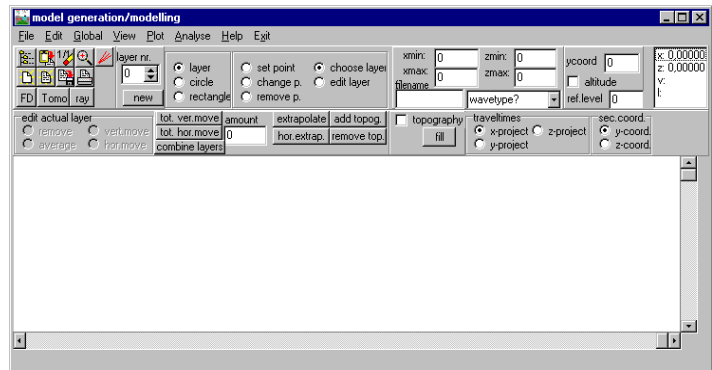 model generation/modelling
File Edit Global View Plot Analyse Help Exit
layer nr.
0
FD Tomo ray new
layer
circle
rectangle
set point
change p.
remove p.
choose layer
edit layer
xmin: 0
xmax: 0
zmin: 0
zmax: 0
filename
wavetype?
ycoord 0
altitude
ref.level 0
x: 0,00000
z: 0,00000
v:
edit actual layer
remove vert.move
average hor.move
tot. ver.move
tot. hor.move
combine layers
amount
0
extrapolate add topog.
hor.extrap. remove top.
topography
fill
traveltimes
x-project z-project
y-project
sec.coord.
y-coord.
z-coord.